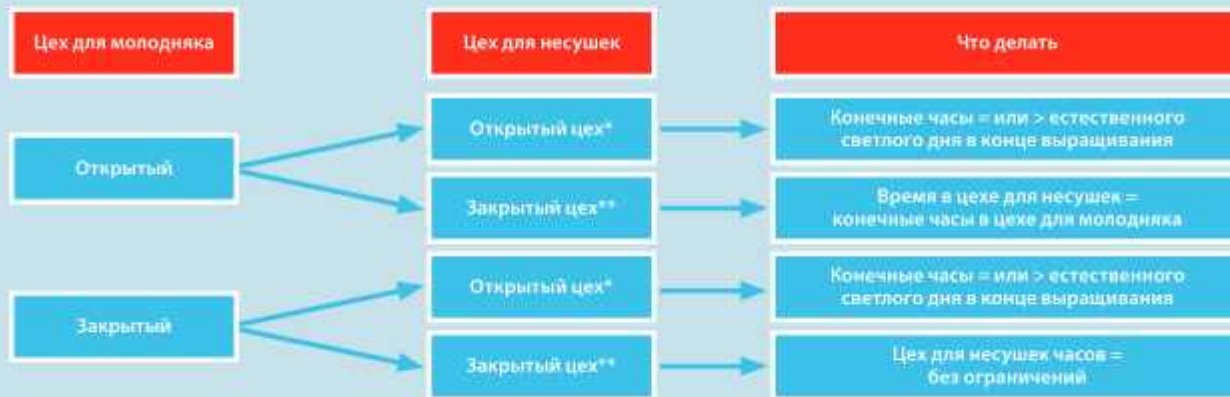 Цех для молодняка
Цех для несушек
Что делать
Открытый
Открытый цех*
Конечные часы = или > естественного
светлого дня в конце выращивания
Закрытый цех**
Время в цехе для несушек =
конечные часы в цехе для молодняка
Закрытый
Открытый цех*
Конечные часы = или > естественного
светлого дня в конце выращивания
Закрытый цех**
Цех для несушек часов =
без ограничений